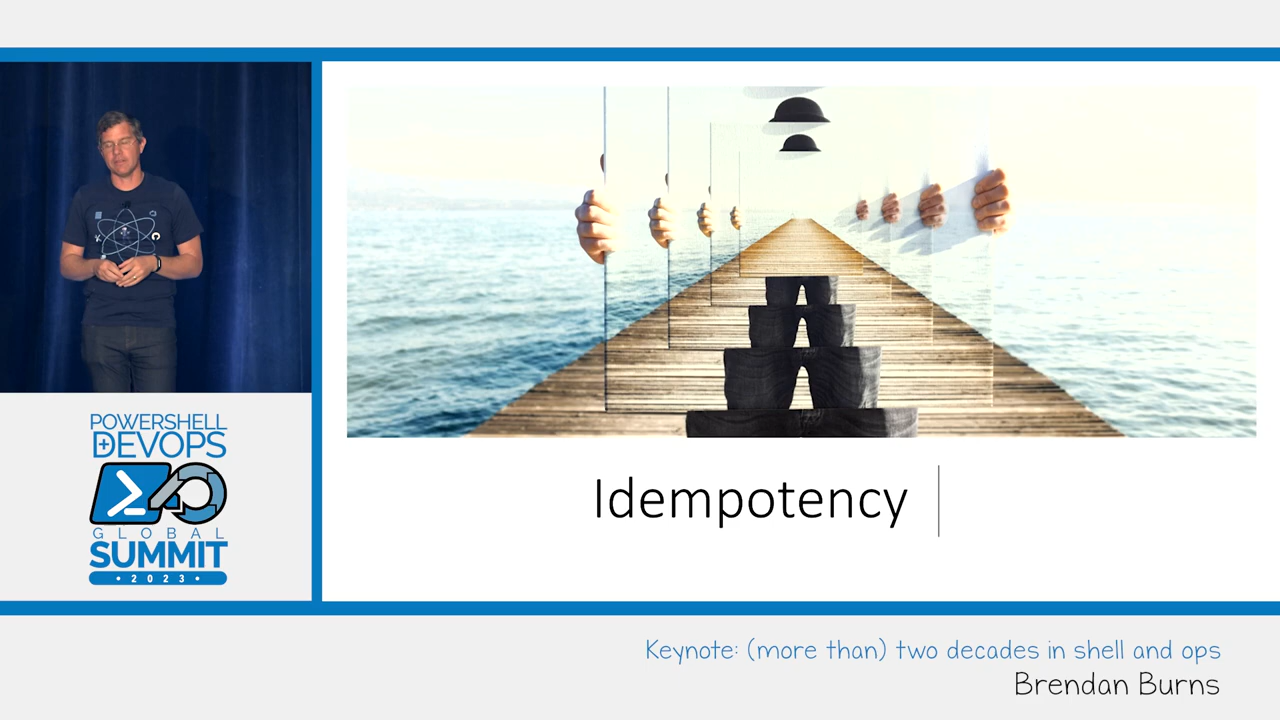 POWERSHELL
DEVOPS
GLOBAL
SUMMIT
• 2023 •
Idempotency
Keynote: (more than) two decades in shell and ops
Brendan Burns